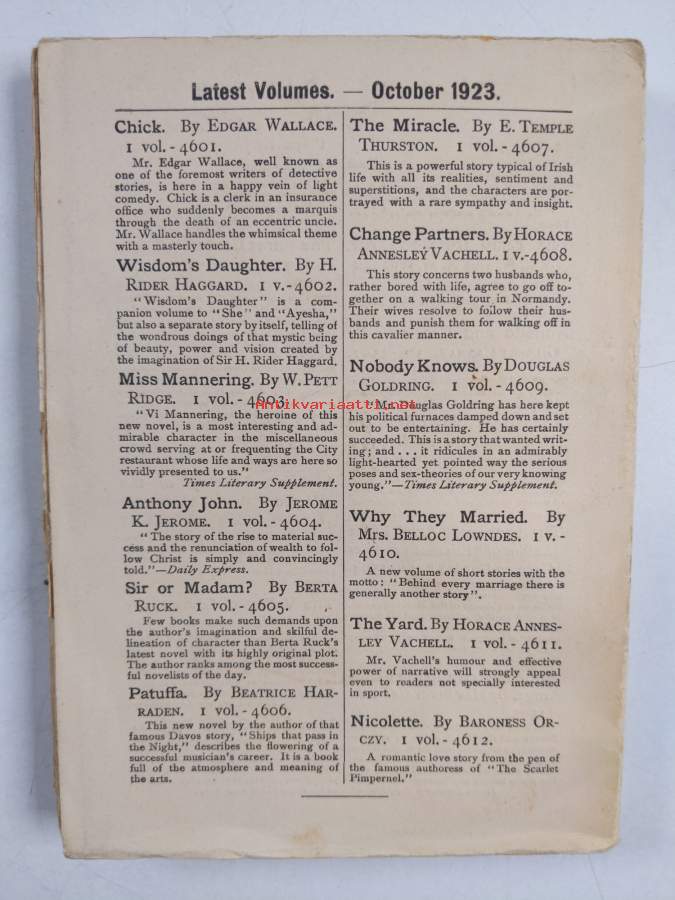 Latest Volumes. — October 1923.
Chick. By EDGAR WALLACE.
1 vol. - 4601.
Mr. Edgar Wallace, well known as
one of the foremost writers of detective
stories, is here in a happy vein of light
comedy. Chick is a clerk in an insurance
office who suddenly becomes a marquis
through the death of an eccentric uncle.
Mr. Wallace handles the whimsical theme
with a masterly touch.
Wisdom's Daughter. By H.
RIDER HAGGARD. 1 v.-4602.
"Wisdom's Daughter" is a com-
panion volume to "She" and "Ayesha,"
but also a separate story by itself, telling of
the wondrous doings of that mystic being
of beauty, power and vision created by
the imagination of Sir H. Rider Haggard.
Miss Mannering. By W. PETT
RIDGE. 1 vol. - 4603.
"Vi Mannering, the heroine of this
new novel, is a most interesting and ad-
mirable character in the miscellaneous
crowd serving at or frequenting the City
restaurant whose life and ways are here so
vividly presented to us."
Times Literary Supplement.
Anthony John. By JEROME
K. JEROME. 1 vol. - 4604.
"The story of the rise to material suc-
cess and the renunciation of wealth to fol-
low Christ is simply and convincingly
told."—Daily Express.
Sir or Madam? By BERTA
RUCK. 1 vol. - 4605.
Few books make such demands upon
the author's imagination and skilful de-
lineation of character than Berta Ruck's
latest novel with its highly original plot.
The author ranks among the most success-
ful novelists of the day.
Patuffa. By BEATRICE HAR-
RADEN. 1 vol. - 4606.
This new novel by the author of that
famous Davos story, "Ships that pass in
the Night," describes the flowering of a
successful musician's career. It is a book
full of the atmosphere and meaning of
the arts.
The Miracle. By E. TEMPLE
THURSTON. 1 vol. - 4607.
This is a powerful story typical of Irish
life with all its realities, sentiment and
superstitions, and the characters are por-
trayed with a rare sympathy and insight.
Change Partners. By HORACE
ANNESLEY VACHELL. 1 v.-4608.
This story concerns two husbands who,
rather bored with life, agree to go off to-
gether on a walking tour in Normandy.
Their wives resolve to follow their hus-
bands and punish them for walking off in
this cavalier manner.
Nobody Knows. By DOUGLAS
GOLDRING. 1 vol. - 4609.
"Mr. Douglas Goldring has here kept
his political furnaces damped down and set
out to be entertaining. He has certainly
succeeded. This is a story that wanted writ-
ing; and . . . it ridicules in an admirably
light-hearted yet pointed way the serious
poses and sex-theories of our very knowing
young."—Times Literary Supplement.
Why They Married. By
Mrs. BELLOC LOWNDES. 1 v. -
4610.
A new volume of short stories with the
motto: "Behind every marriage there is
generally another story".
The Yard. By HORACE ANNES-
LEY VACHELL. 1 vol. - 4611.
Mr. Vachell's humour and effective
power of narrative will strongly appeal
even to readers not specially interested
in sport.
Nicolette. By BARONESS OR-
CZY. 1 vol. - 4612.
A romantic love story from the pen of
the famous authoress of "The Scarlet
Pimpernel."
Antikvariaatti.net